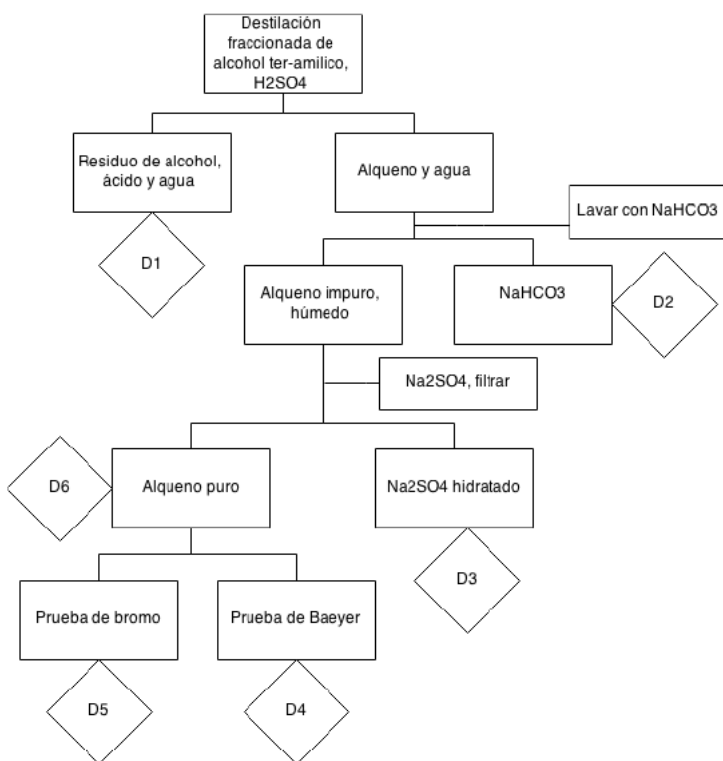 Destilación
fraccionada de
alcohol ter-amilico,
H2SO4
Residuo de alcohol,
ácido y agua
Alqueno y agua
Lavar con NaHCO3
D1
Alqueno impuro,
húmedo
NaHCO3
D2
Na2SO4, filtrar
D6
Alqueno puro
Na2SO4 hidratado
D3
Prueba de bromo
Prueba de Baeyer
D5
D4